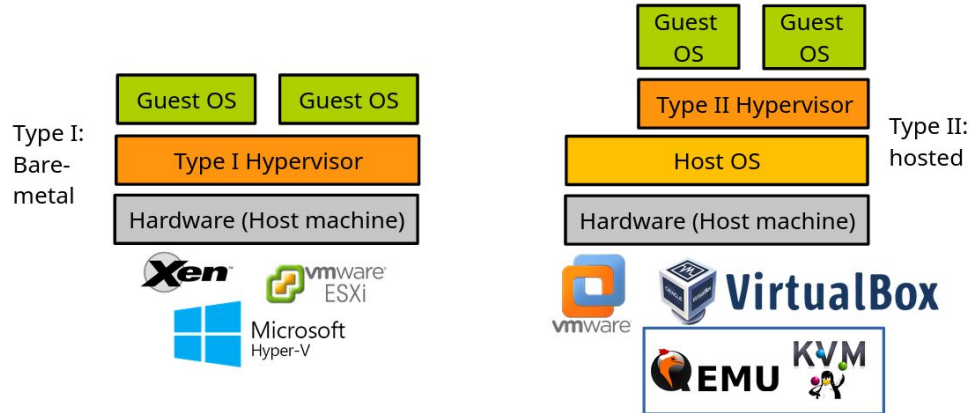 Type I:
Bare-
metal
Guest OS
Guest OS
Type I Hypervisor
Hardware (Host machine)
Xen™
vmware®
ESXi
Microsoft
Hyper-V
Guest
OS
Guest
OS
Type II Hypervisor
Host OS
Hardware (Host machine)
Type II:
hosted
vmware®
VirtualBox
QEMU
KVM